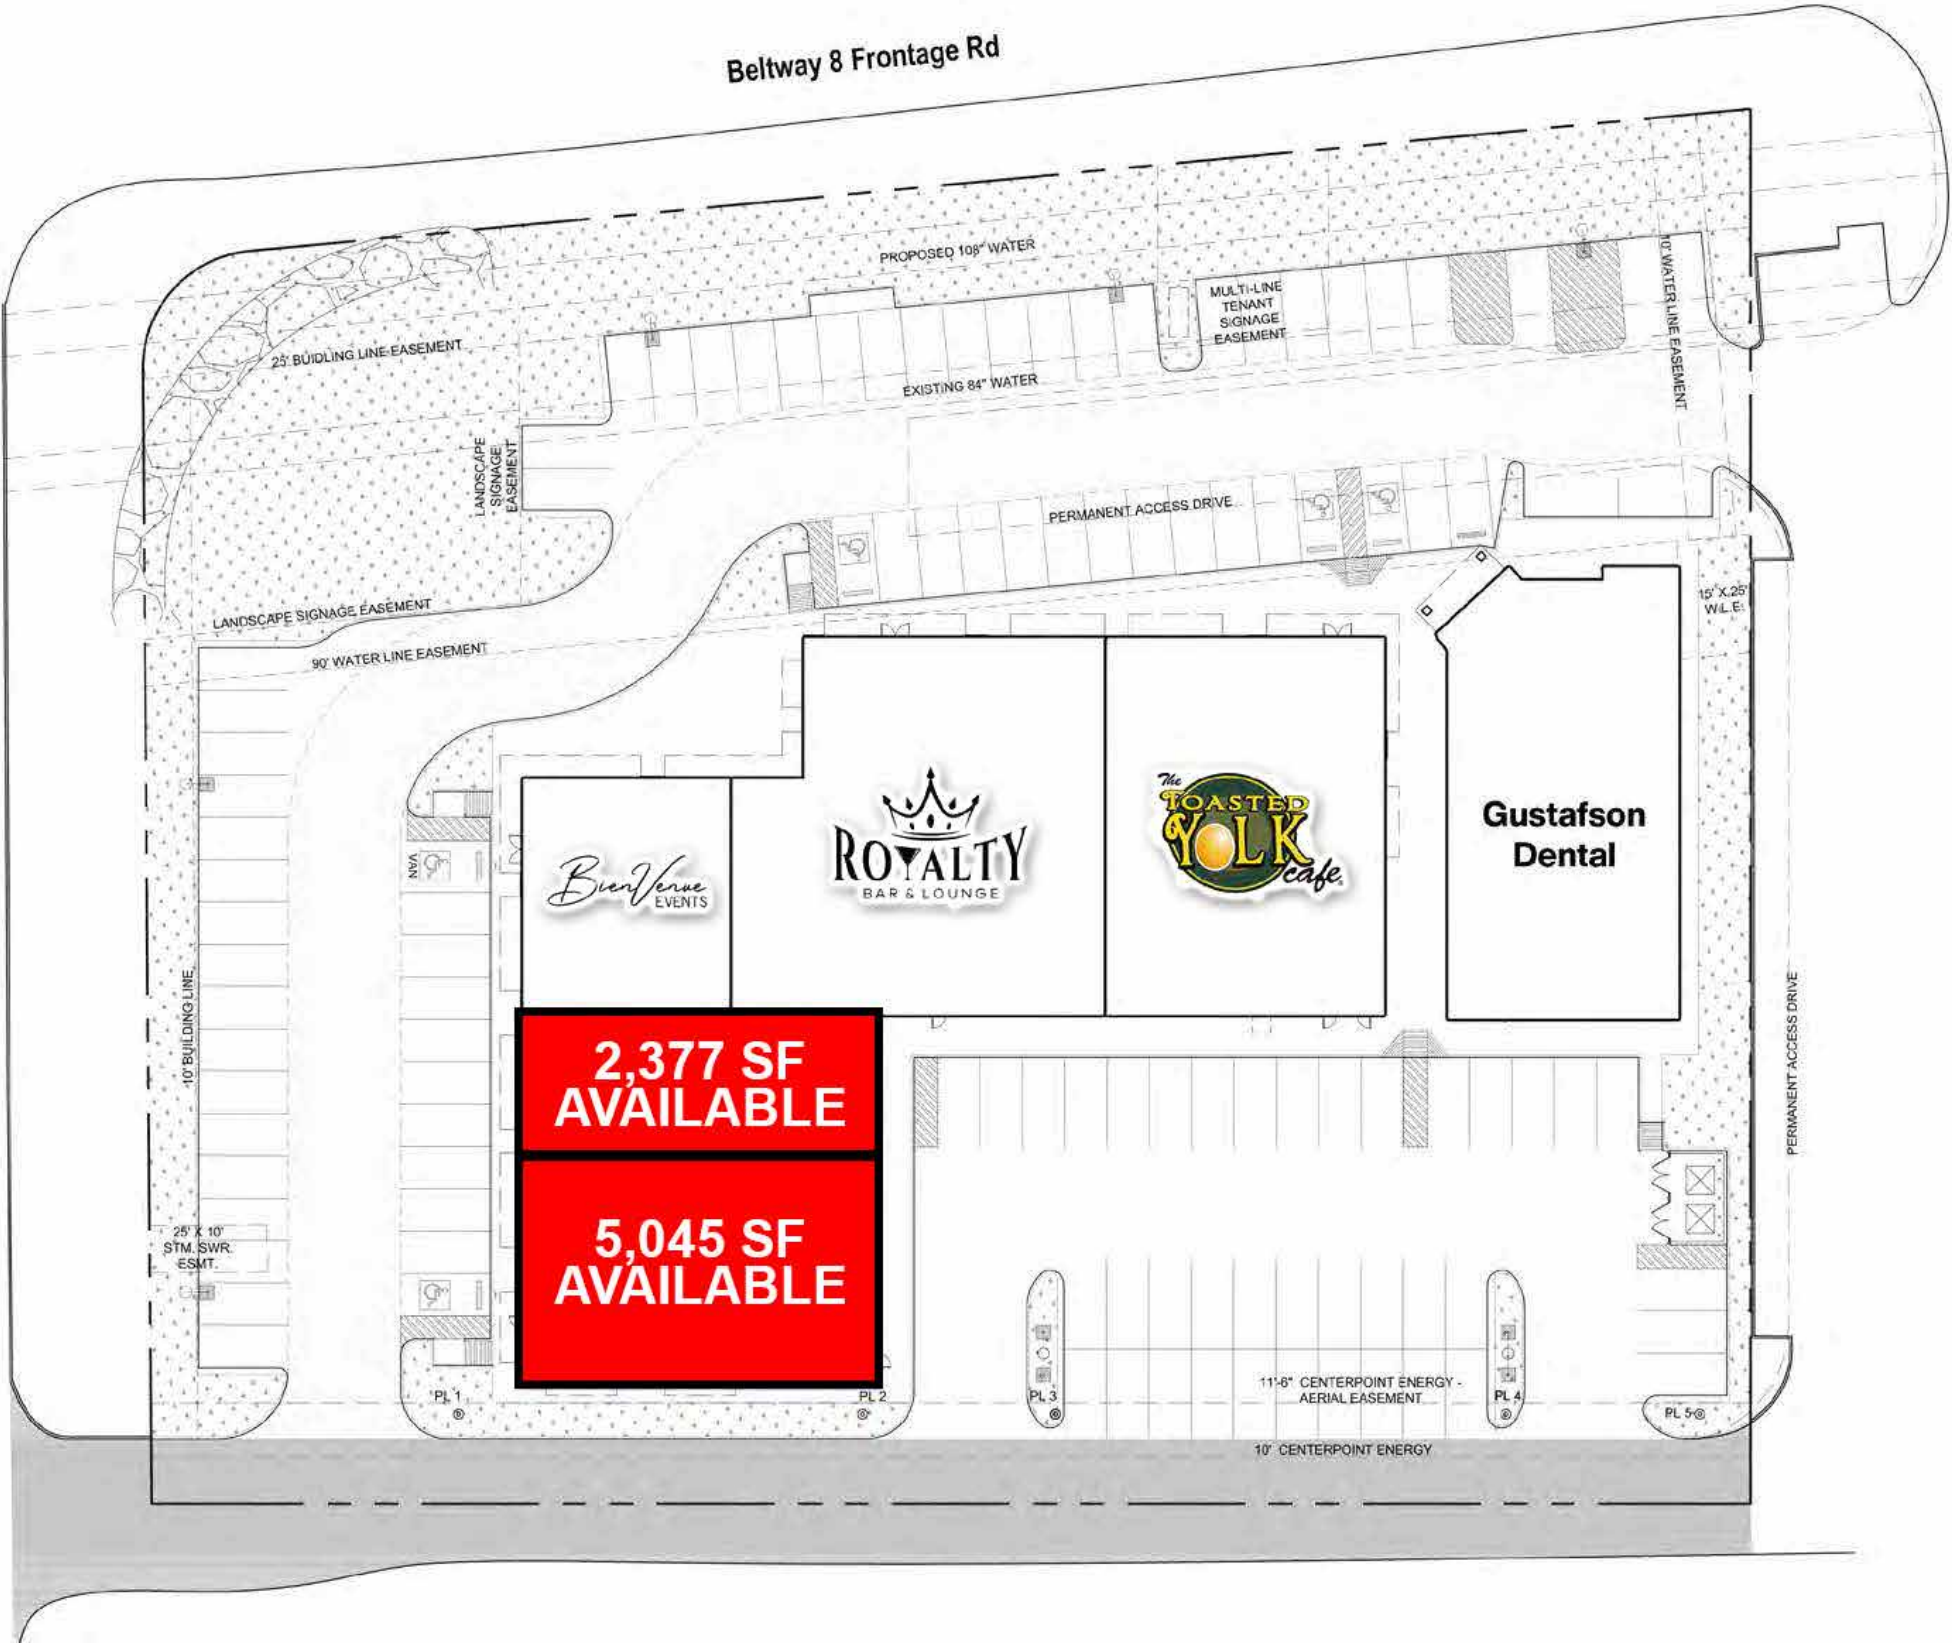 Beltway 8 Frontage Rd
PROPOSED 108" WATER
MULTI-LINE
TENANT
SIGNAGE
EASEMENT
10' WATER LINE EASEMENT
25' BUIDLING LINE EASEMENT
EXISTING 84" WATER
LANDSCAPE
SIGNAGE
EASEMENT
PERMANENT ACCESS DRIVE
15' X 25'
W.L.E.
LANDSCAPE SIGNAGE EASEMENT
90' WATER LINE EASEMENT
The
TOASTED
YOLK
cafe
ROYALTY
BAR & LOUNGE
Gustafson
Dental
VAN
BienVenue
EVENTS
10' BUILDING LINE
PERMANENT ACCESS DRIVE
2,377 SF
AVAILABLE
25' X 10'
STM. SWR.
ESMT.
5,045 SF
AVAILABLE
11'-6" CENTERPOINT ENERGY -
AERIAL EASEMENT
PL 1
PL 2
PL 3
PL 4
PL 5
10' CENTERPOINT ENERGY